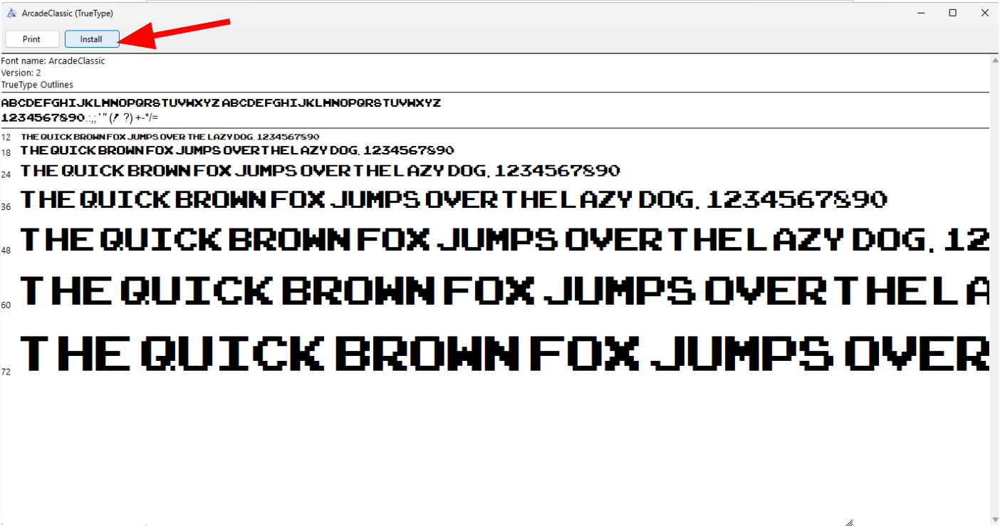 ArcadeClassic (TrueType)
Print Install
Font name: ArcadeClassic
Version: 2
TrueType Outlines
ABCDEFGHIJKLMNOPQRSTUVWXYZ ABCDEFGHIJKLMNOPQRSTUVWXYZ
1234567890.:,; ' " (! ?) +-*/=
12 THE QUICK BROWN FOX JUMPS OVER THE LAZY DOG. 1234567890
18 THE QUICK BROWN FOX JUMPS OVER THE LAZY DOG. 1234567890
24 THE QUICK BROWN FOX JUMPS OVER THE LAZY DOG. 1234567890
36 THE QUICK BROWN FOX JUMPS OVER THE LAZY DOG. 1234567890
48 THE QUICK BROWN FOX JUMPS OVER THE LAZY DOG. 12
60 THE QUICK BROWN FOX JUMPS OVER THE L A
72 THE QUICK BROWN FOX JUMPS OVER